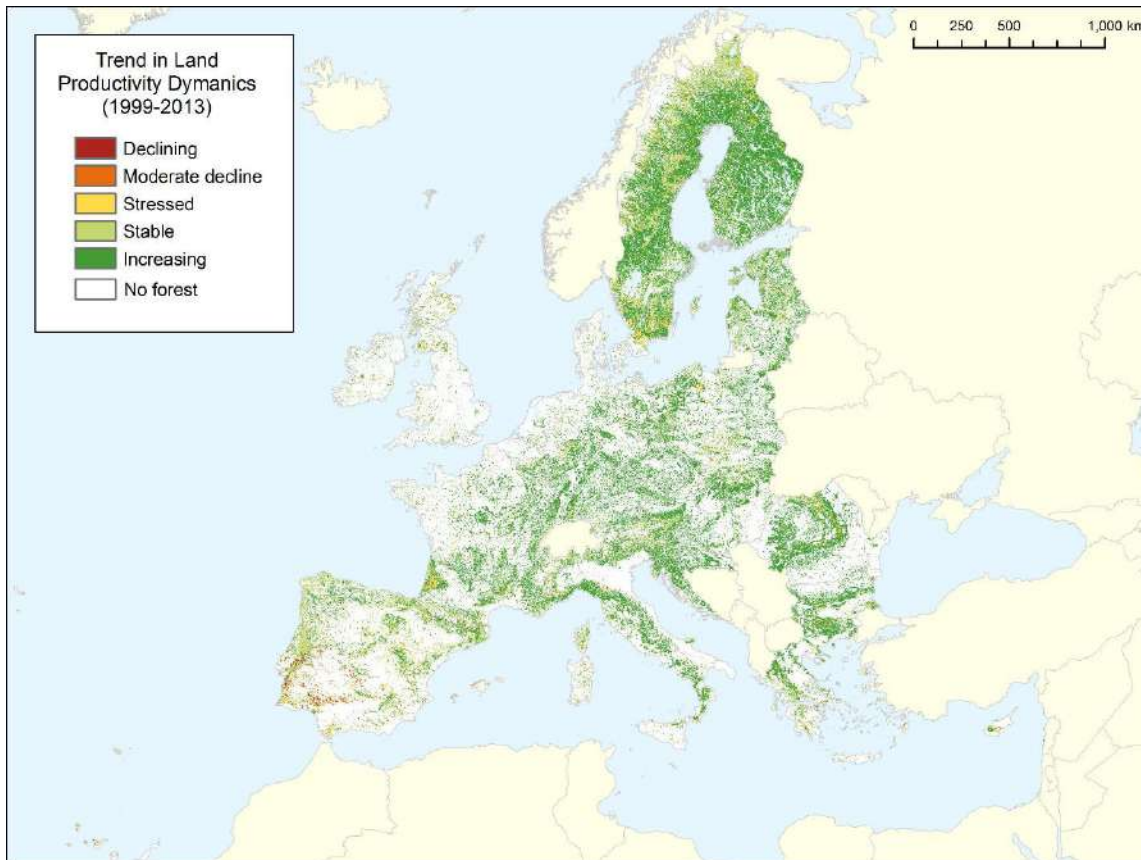 Trend in Land
Productivity Dymanics
(1999-2013)
Declining
Moderate decline
Stressed
Stable
Increasing
No forest
0 250 500 1,000 km